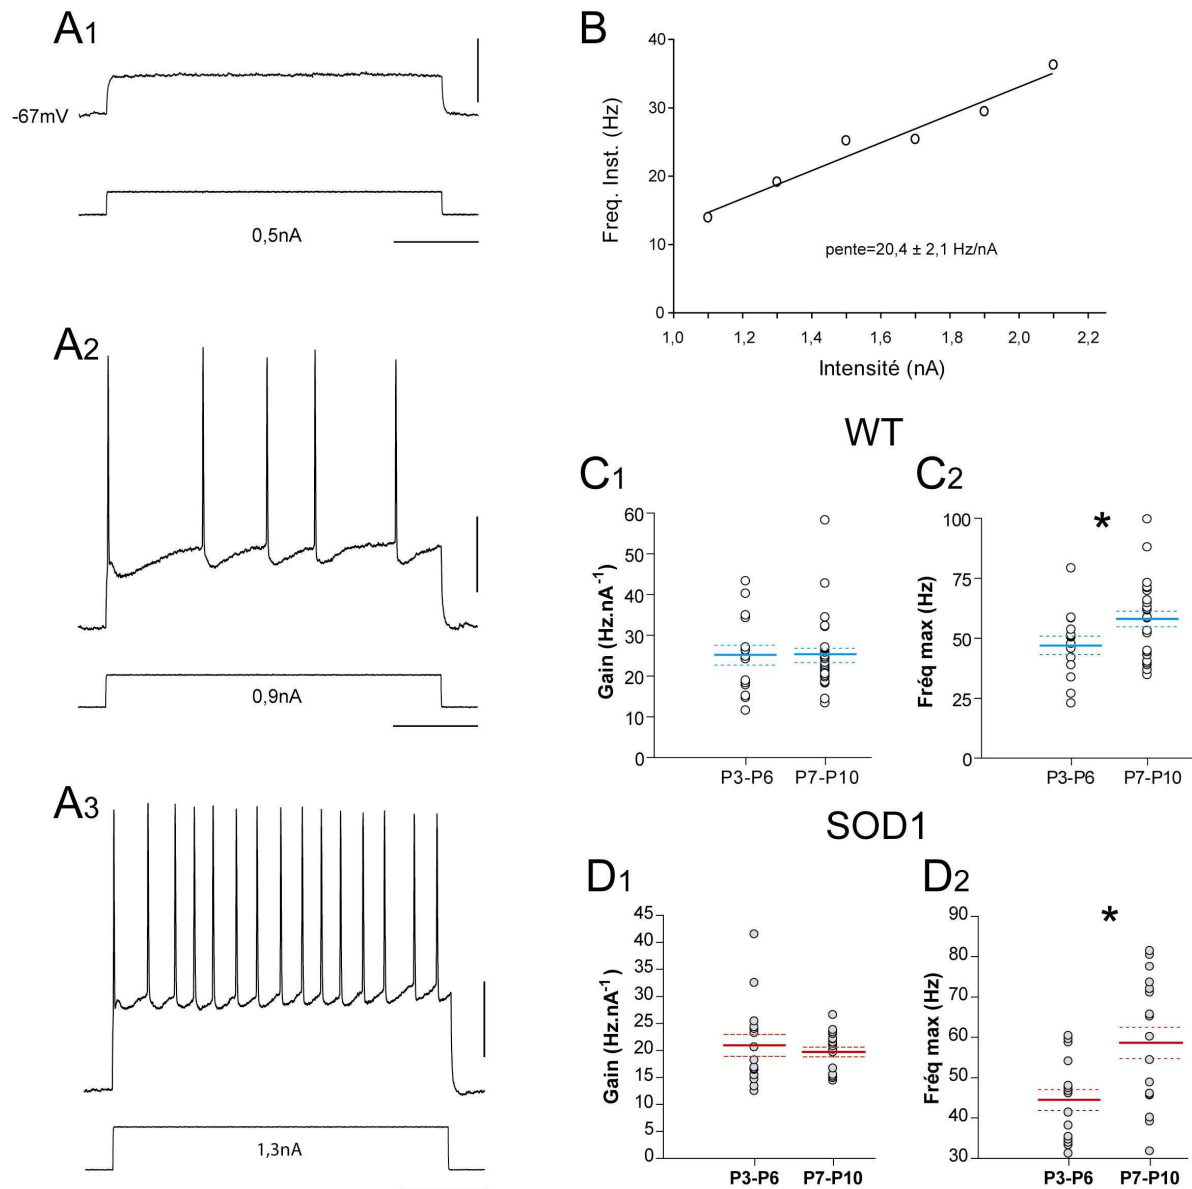 A1
-67mV
0,5nA
A2
0,9nA
A3
1,3nA
B
Freq. Inst. (Hz)
40
30
20
10
0
pente=20,4 ± 2,1 Hz/nA
1,0 1,2 1,4 1,6 1,8 2,0 2,2
Intensité (nA)
WT
C1
Gain (Hz.nA⁻¹)
60
50
40
30
20
10
0
P3-P6 P7-P10
C2
*
Fréq max (Hz)
100
75
50
25
0
P3-P6 P7-P10
SOD1
D1
Gain (Hz.nA⁻¹)
45
40
35
30
25
20
15
10
5
0
P3-P6 P7-P10
D2
*
Fréq max (Hz)
90
80
70
60
50
40
30
P3-P6 P7-P10